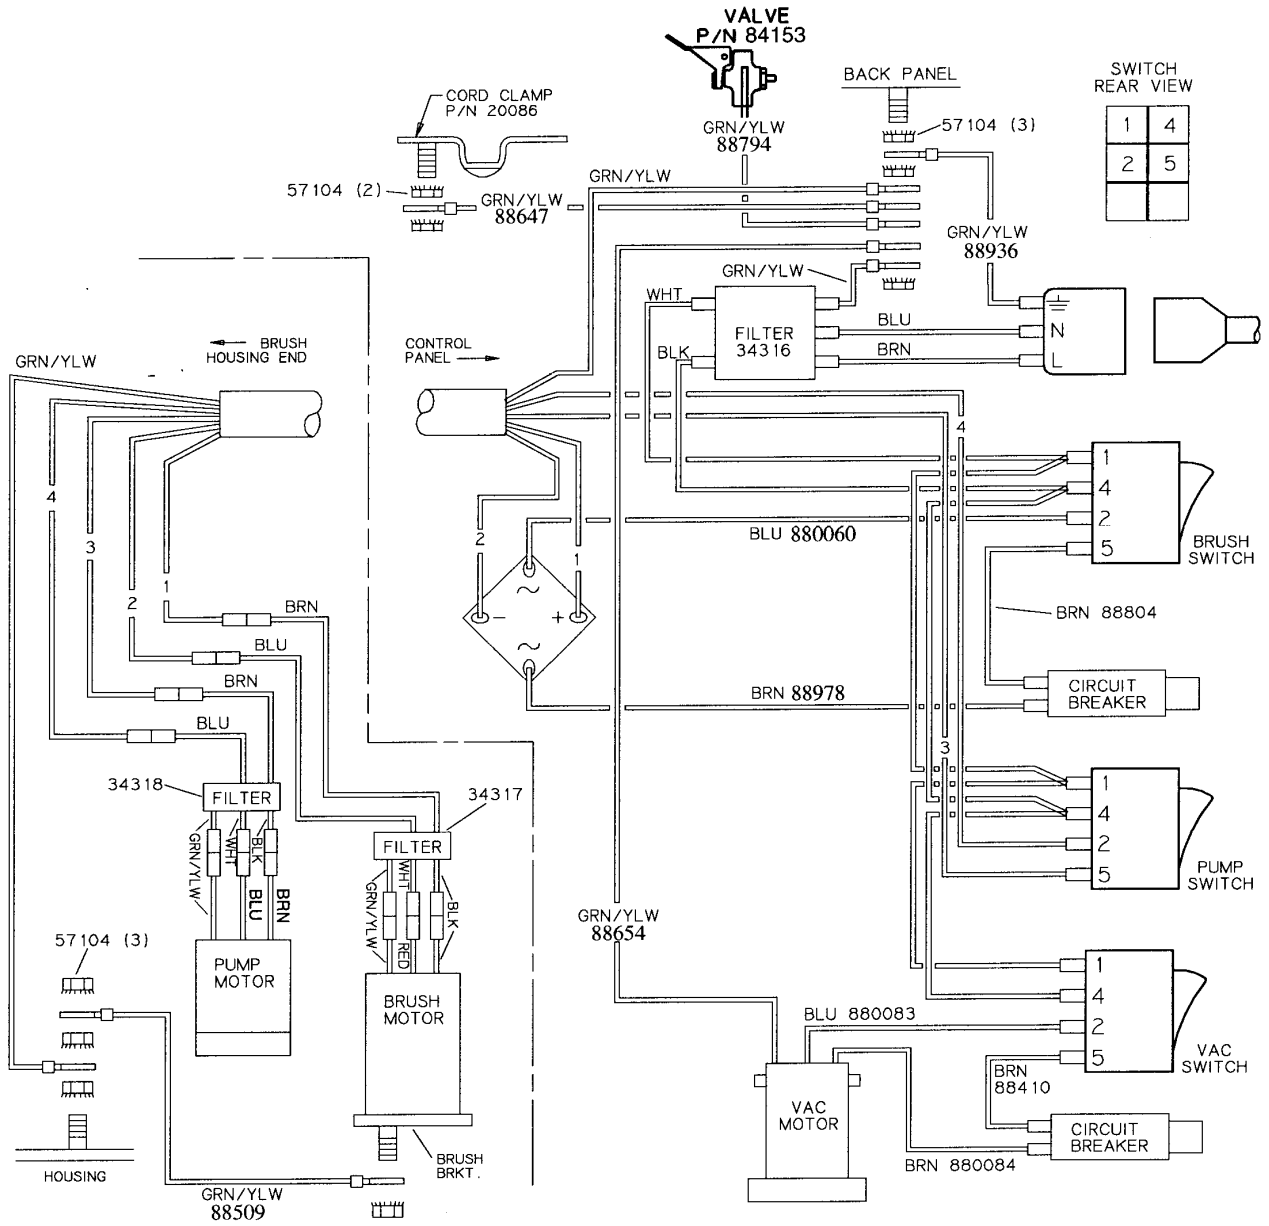 VALVE
P/N 84153
BACK PANEL
SWITCH
REAR VIEW
1 4
2 5
CORD CLAMP
P/N 20086
57104 (3)
GRN/YLW
88794
GRN/YLW
57104 (2)
GRN/YLW
88647
GRN/YLW
88936
GRN/YLW
WHT
FILTER
34316
BLK
BLU
BRN
N
L
BRUSH
HOUSING END
CONTROL
PANEL
GRN/YLW
4
3
2
1
4
3
2
1
~
~
-
+
BLU 880060
1
4
2
5
BRUSH
SWITCH
BRN 88804
BRN
BLU
BRN
BLU
BRN 88978
CIRCUIT
BREAKER
34318
FILTER
34317
FILTER
GRN/YLW
WHT
BLK
BLU
BRN
GRN/YLW
WHT
RED
BLK
1
4
2
5
PUMP
SWITCH
GRN/YLW
88654
57104 (3)
PUMP
MOTOR
BRUSH
MOTOR
1
4
2
5
VAC
SWITCH
BLU 880083
BRN
88410
VAC
MOTOR
CIRCUIT
BREAKER
BRN 880084
HOUSING
BRUSH
BRKT.
GRN/YLW
88509